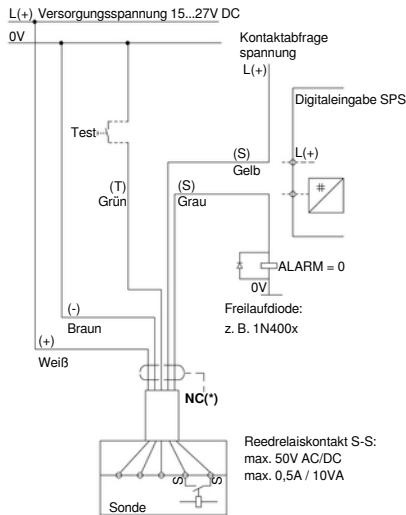 L(+) Versorgungsspannung 15...27V DC
0V
Kontaktabfrage
spannung
L(+)
Digitaleingabe SPS
Test
L(+)
(S)
Gelb
#
(T)
Grün
(S)
Grau
ALARM = 0
0V
(-)
Braun
Freilaufdiode:
z. B. 1N400x
(+)
Weiß
NC(*)
Reedrelaiskontakt S-S:
max. 50V AC/DC
max. 0,5A / 10VA
S
S
Sonde